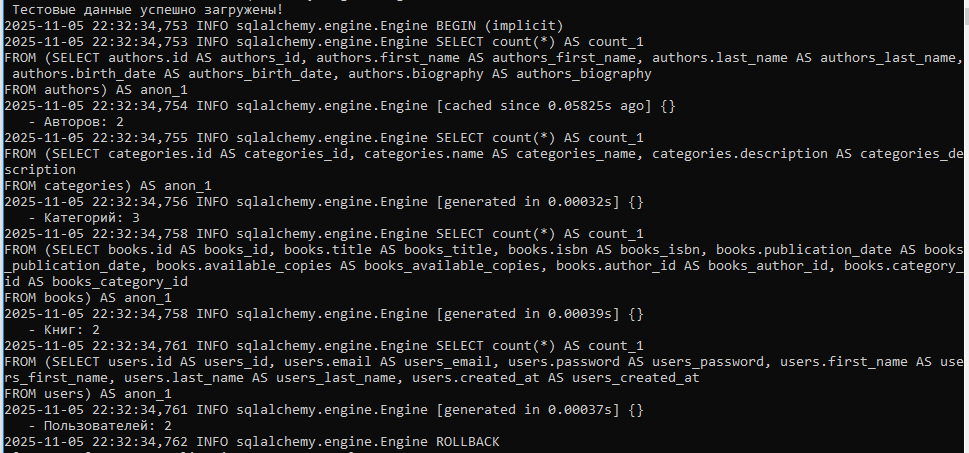 Тестовые данные успешно загружены!
2025-11-05 22:32:34,753 INFO sqlalchemy.engine.Engine BEGIN (implicit)
2025-11-05 22:32:34,753 INFO sqlalchemy.engine.Engine SELECT count(*) AS count_1
FROM (SELECT authors.id AS authors_id, authors.first_name AS authors_first_name, authors.last_name AS authors_last_name,
 authors.birth_date AS authors_birth_date, authors.biography AS authors_biography
FROM authors) AS anon_1
2025-11-05 22:32:34,754 INFO sqlalchemy.engine.Engine [cached since 0.05825s ago] {}
   - Авторов: 2
2025-11-05 22:32:34,755 INFO sqlalchemy.engine.Engine SELECT count(*) AS count_1
FROM (SELECT categories.id AS categories_id, categories.name AS categories_name, categories.description AS categories_de
scription
FROM categories) AS anon_1
2025-11-05 22:32:34,756 INFO sqlalchemy.engine.Engine [generated in 0.00032s] {}
   - Категорий: 3
2025-11-05 22:32:34,758 INFO sqlalchemy.engine.Engine SELECT count(*) AS count_1
FROM (SELECT books.id AS books_id, books.title AS books_title, books.isbn AS books_isbn, books.publication_date AS books
_publication_date, books.available_copies AS books_available_copies, books.author_id AS books_author_id, books.category_
id AS books_category_id
FROM books) AS anon_1
2025-11-05 22:32:34,758 INFO sqlalchemy.engine.Engine [generated in 0.00039s] {}
   - Книг: 2
2025-11-05 22:32:34,761 INFO sqlalchemy.engine.Engine SELECT count(*) AS count_1
FROM (SELECT users.id AS users_id, users.email AS users_email, users.password AS users_password, users.first_name AS use
rs_first_name, users.last_name AS users_last_name, users.created_at AS users_created_at
FROM users) AS anon_1
2025-11-05 22:32:34,761 INFO sqlalchemy.engine.Engine [generated in 0.00037s] {}
   - Пользователей: 2
2025-11-05 22:32:34,762 INFO sqlalchemy.engine.Engine ROLLBACK